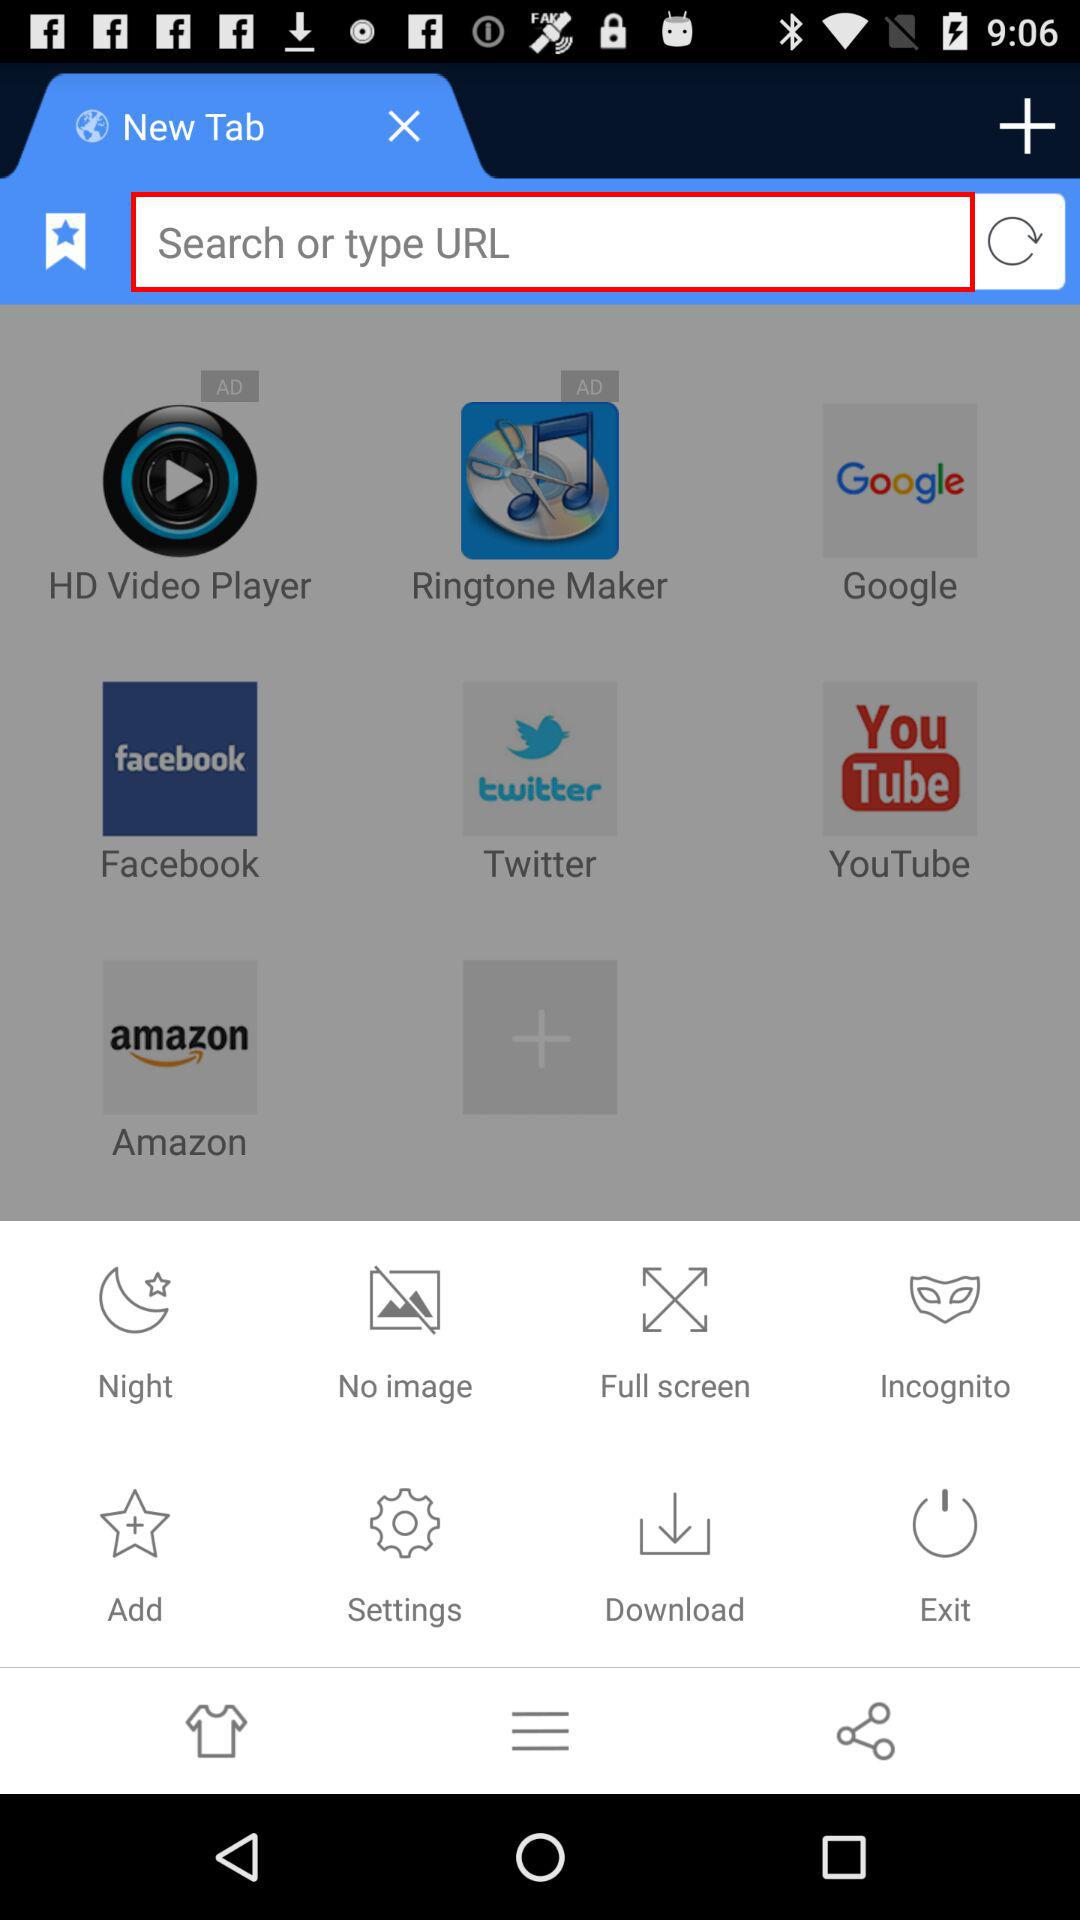 FAKE
9:06
New Tab
Search or type URL
AD
AD
Google
HD Video Player
Ringtone Maker
Google
facebook
twitter
You
Tube
Facebook
Twitter
YouTube
amazon
Amazon
Night
No image
Full screen
Incognito
Add
Settings
Download
Exit